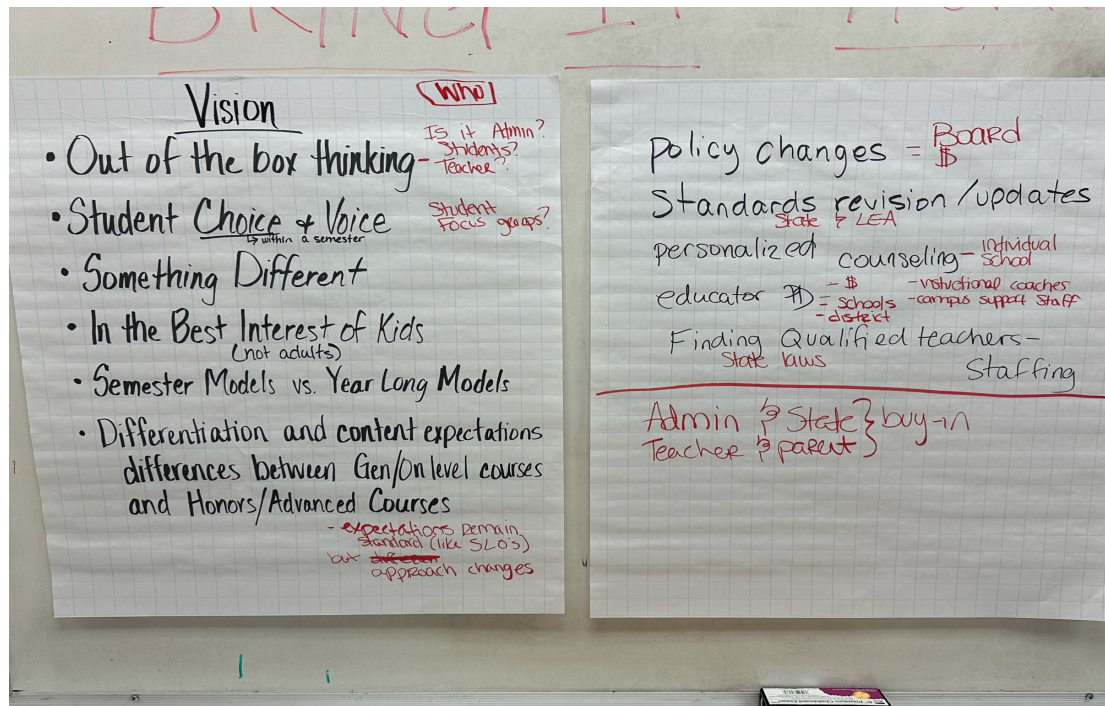 BRING IT HOME
Vision
WHO
• Out of the box thinking - Is it Admin?
Students?
Teacher?
• Student Choice & Voice
↳ within a semester
Student
Focus groups?
• Something Different
• In the Best Interest of Kids
(not adults)
• Semester Models vs. Year Long Models
• Differentiation and content expectations
differences between Gen/On level courses
and Honors/Advanced Courses
- expectations remain
standard (like SLO's)
but
approach changes
policy changes = Board
$
Standards revision/updates
State & LEA
personalized counseling - individual
school
educator PD - $
- schools
- district
- instructional coaches
- campus support staff
Finding Qualified teachers -
State laws
Staffing
Admin & State } buy-in
Teacher & parent